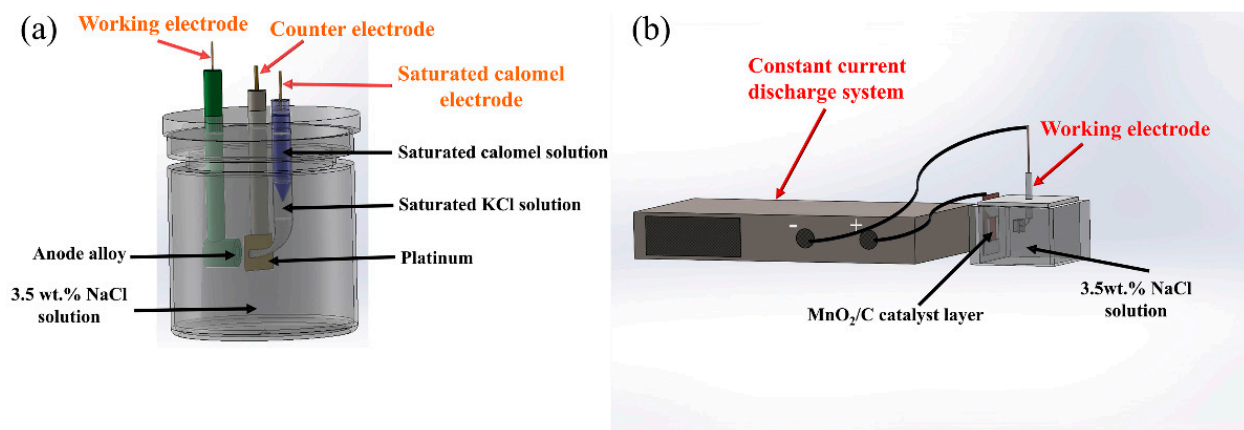 (a)
Working electrode
Counter electrode
Saturated calomel
electrode
Saturated calomel solution
Saturated KCl solution
Anode alloy
Platinum
3.5 wt.% NaCl
solution
(b)
Constant current
discharge system
Working electrode
-
+
3.5wt.% NaCl
solution
MnO₂/C catalyst layer